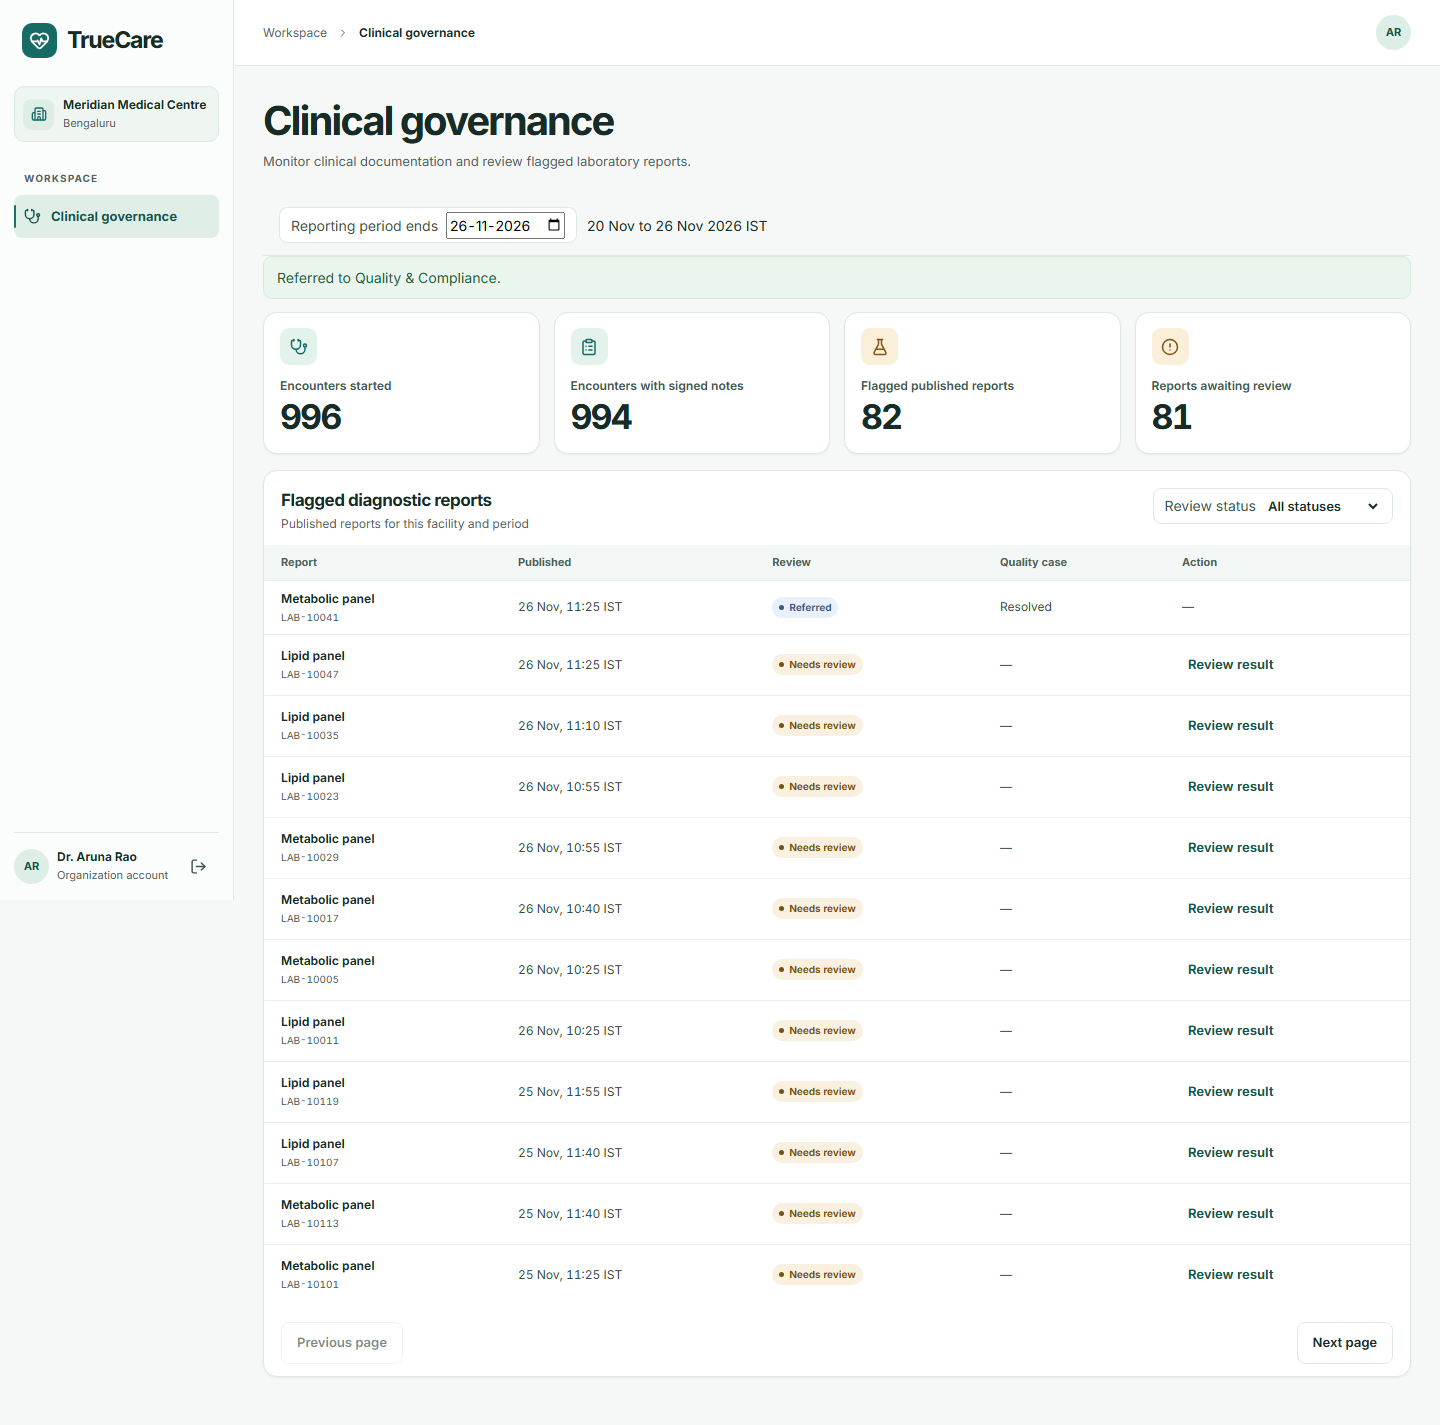 TrueCare
Workspace > Clinical governance
AR
Meridian Medical Centre
Bengaluru
WORKSPACE
Clinical governance
Clinical governance
Monitor clinical documentation and review flagged laboratory reports.
Reporting period ends 26-11-2026 20 Nov to 26 Nov 2026 IST
Referred to Quality & Compliance.
Encounters started
996
Encounters with signed notes
994
Flagged published reports
82
Reports awaiting review
81
Flagged diagnostic reports
Published reports for this facility and period
Review status All statuses
Report Published Review Quality case Action
Metabolic panel
LAB-10041
26 Nov, 11:25 IST Referred Resolved —
Lipid panel
LAB-10047
26 Nov, 11:25 IST Needs review — Review result
Lipid panel
LAB-10035
26 Nov, 11:10 IST Needs review — Review result
Lipid panel
LAB-10023
26 Nov, 10:55 IST Needs review — Review result
Metabolic panel
LAB-10029
26 Nov, 10:55 IST Needs review — Review result
Metabolic panel
LAB-10017
26 Nov, 10:40 IST Needs review — Review result
Metabolic panel
LAB-10005
26 Nov, 10:25 IST Needs review — Review result
Lipid panel
LAB-10011
26 Nov, 10:25 IST Needs review — Review result
Lipid panel
LAB-10119
25 Nov, 11:55 IST Needs review — Review result
Lipid panel
LAB-10107
25 Nov, 11:40 IST Needs review — Review result
Metabolic panel
LAB-10113
25 Nov, 11:40 IST Needs review — Review result
Metabolic panel
LAB-10101
25 Nov, 11:25 IST Needs review — Review result
Previous page
Next page
AR
Dr. Aruna Rao
Organization account